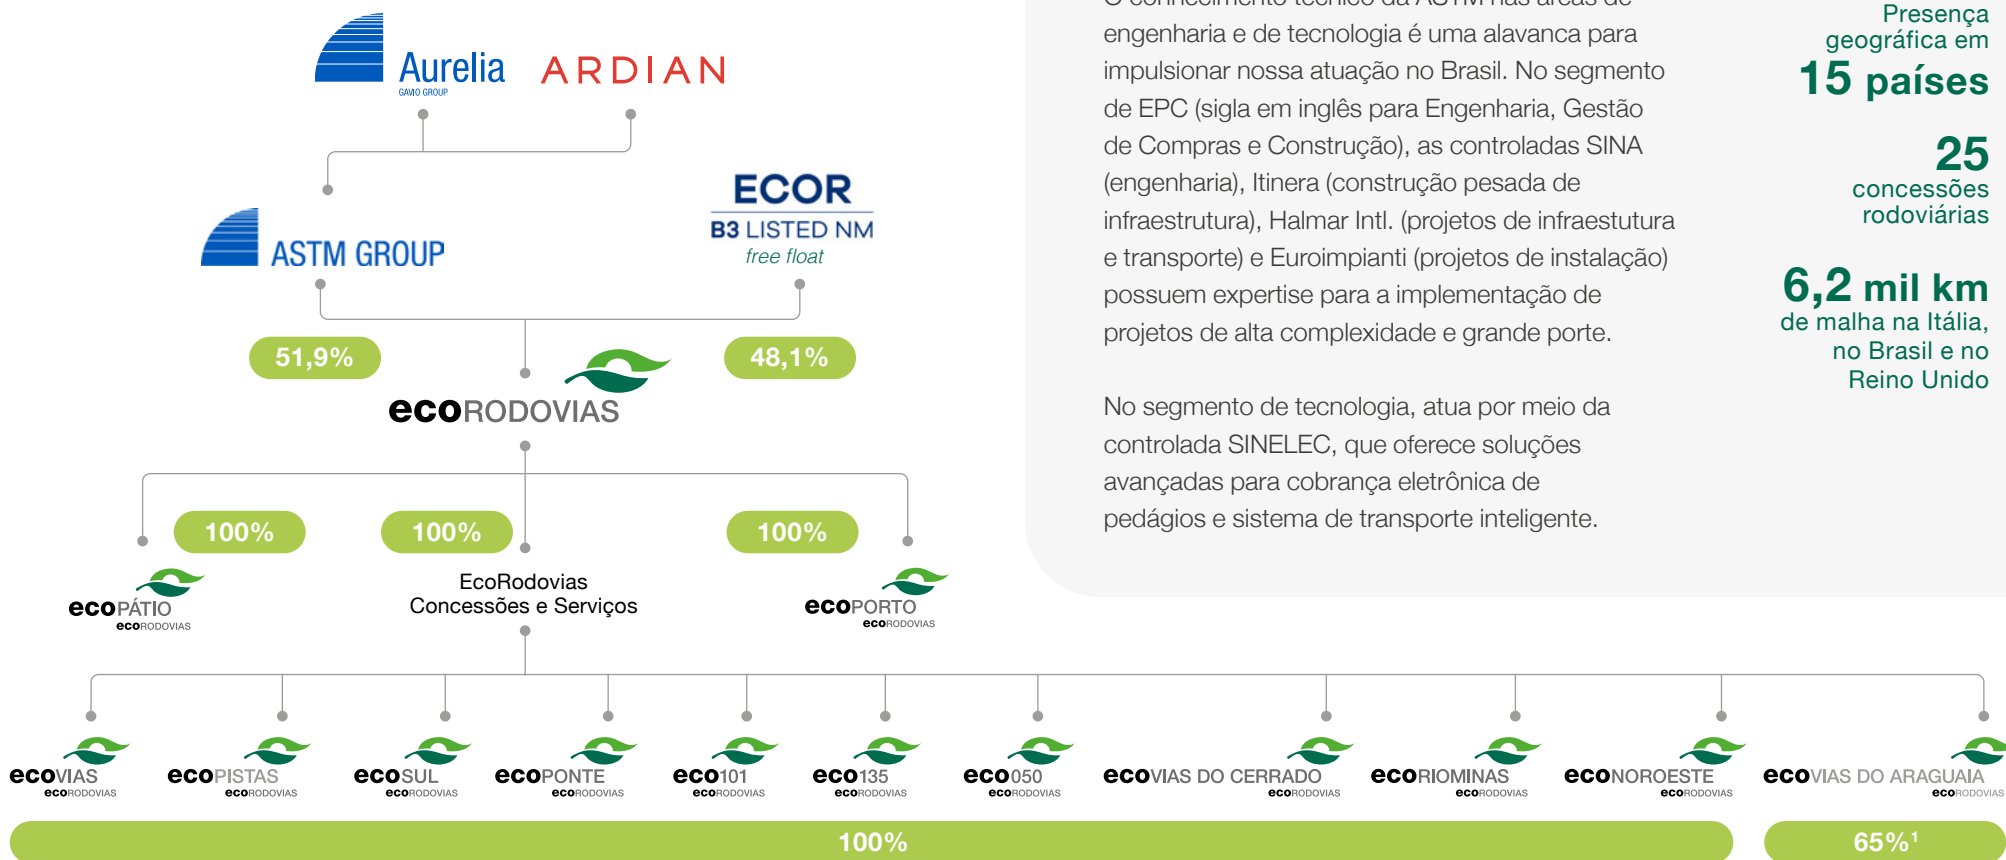 Aurelia
GAVIO GROUP
ARDIAN
ASTM GROUP
ECOR
B3 LISTED NM
free float
51,9%
48,1%
ecoRODOVIAS
100%
100%
100%
ecoPÁTIO
ecoRODOVIAS
EcoRodovias
Concessões e Serviços
ecoPORTO
ecoRODOVIAS
ecoVIAS
ecoRODOVIAS
ecoPISTAS
ecoRODOVIAS
ecoSUL
ecoRODOVIAS
ecoPONTE
ecoRODOVIAS
eco101
ecoRODOVIAS
eco135
ecoRODOVIAS
eco050
ecoRODOVIAS
ecoVIAS DO CERRADO
ecoRODOVIAS
ecoRIOMINAS
ecoRODOVIAS
ecoNOROESTE
ecoRODOVIAS
ecoVIAS DO ARAGUAIA
ecoRODOVIAS
100%
65%¹
O conhecimento técnico da ASTM nas áreas de
engenharia e de tecnologia é uma alavanca para
impulsionar nossa atuação no Brasil. No segmento
de EPC (sigla em inglês para Engenharia, Gestão
de Compras e Construção), as controladas SINA
(engenharia), Itinera (construção pesada de
infraestrutura), Halmar Intl. (projetos de infraestutura
e transporte) e Euroimpianti (projetos de instalação)
possuem expertise para a implementação de
projetos de alta complexidade e grande porte.
No segmento de tecnologia, atua por meio da
controlada SINELEC, que oferece soluções
avançadas para cobrança eletrônica de
pedágios e sistema de transporte inteligente.
Presença
geográfica em
15 países
25
concessões
rodoviárias
6,2 mil km
de malha na Itália,
no Brasil e no
Reino Unido